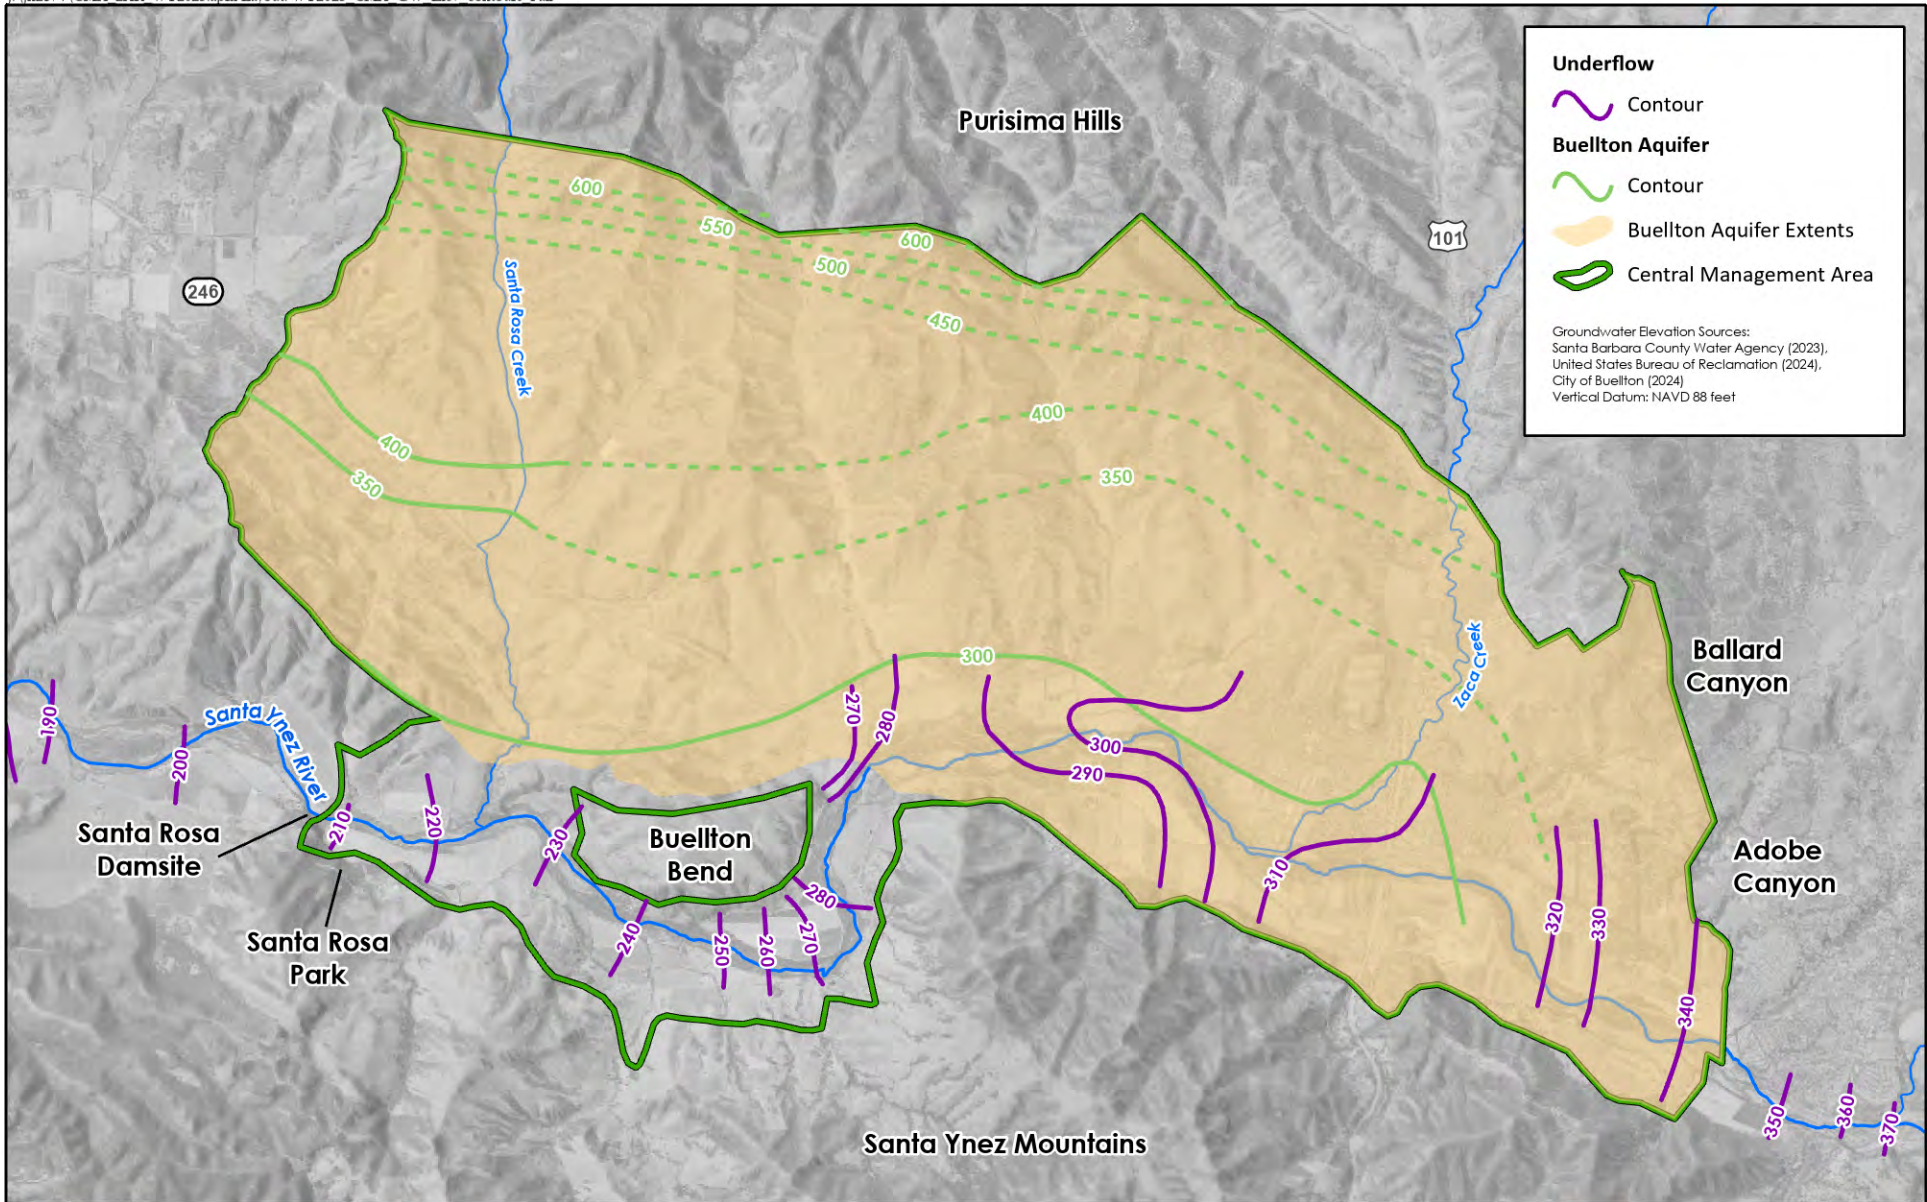 Purisima Hills
Underflow
Contour
Buellton Aquifer
Contour
Buellton Aquifer Extents
Central Management Area
Groundwater Elevation Sources:
Santa Barbara County Water Agency (2023),
United States Bureau of Reclamation (2024),
City of Buellton (2024)
Vertical Datum: NAVD 88 feet
101
246
600
550
600
500
450
Santa Rosa Creek
400
400
350
350
300
Zaca Creek
Ballard
Canyon
Adobe
Canyon
190
200
Santa Ynez River
210
220
230
Santa Rosa
Damsite
Santa Rosa
Park
Buellton
Bend
270
280
300
290
310
320
330
340
280
240
250
260
270
350
360
370
Santa Ynez Mountains